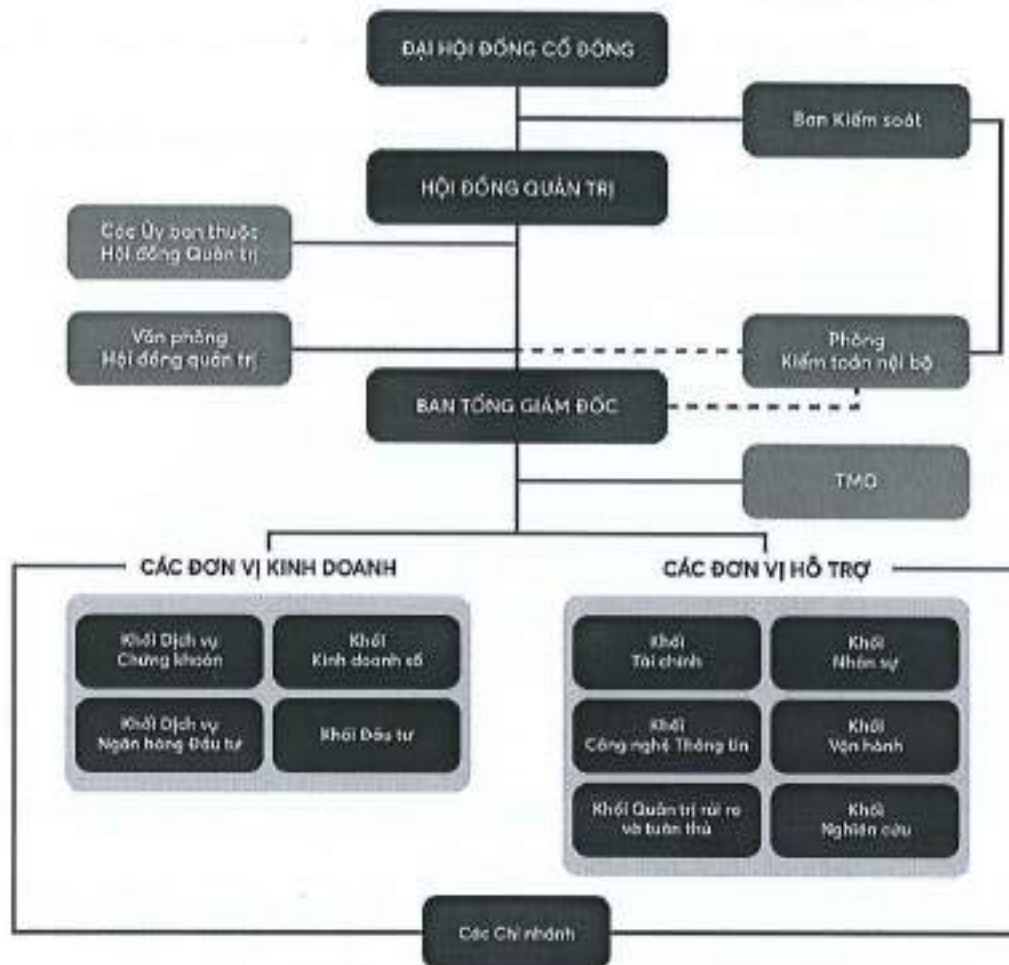 ĐẠI HỘI ĐỒNG CỔ ĐÔNG
Ban Kiểm soát
HỘI ĐỒNG QUẢN TRỊ
Các Ủy ban thuộc
Hội đồng Quản trị
Văn phòng
Hội đồng quản trị
Phòng
Kiểm toán nội bộ
BAN TỔNG GIÁM ĐỐC
TMO
CÁC ĐƠN VỊ KINH DOANH
Khối Dịch vụ
Chứng khoán
Khối
Kinh doanh số
Khối Dịch vụ
Ngân hàng Đầu tư
Khối Đầu tư
CÁC ĐƠN VỊ HỖ TRỢ
Khối
Tài chính
Khối
Nhân sự
Khối
Công nghệ Thông tin
Khối
Vận hành
Khối Quản trị rủi ro
và tuân thủ
Khối
Nghiên cứu
Các Chi nhánh